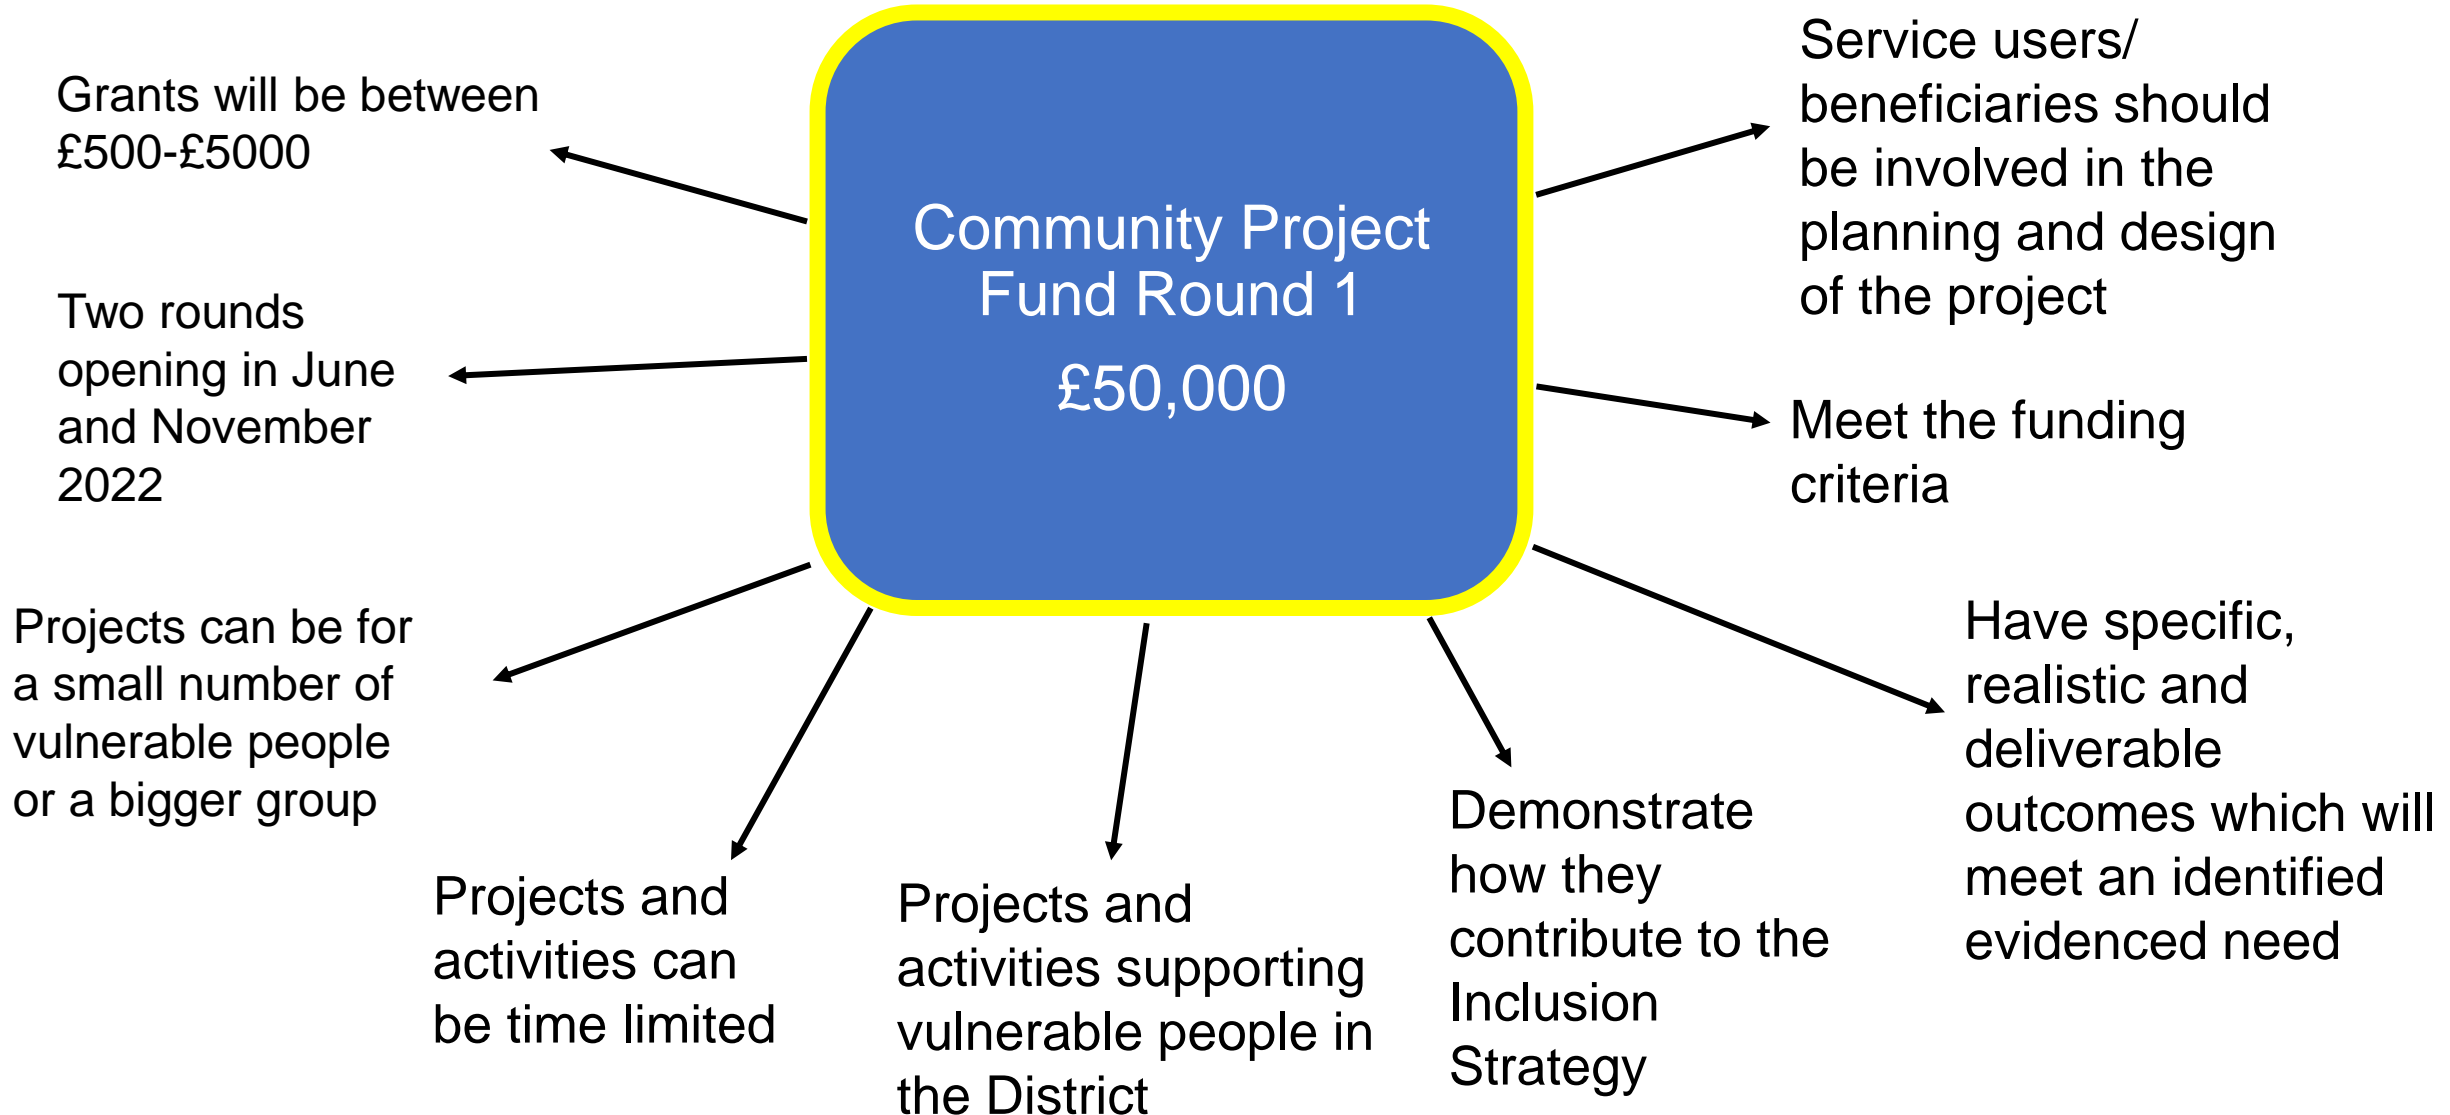 Community Project
Fund Round 1
£50,000
Grants will be between
£500-£5000
Two rounds
opening in June
and November
2022
Projects can be for
a small number of
vulnerable people
or a bigger group
Projects and
activities can
be time limited
Projects and
activities supporting
vulnerable people in
the District
Demonstrate
how they
contribute to the
Inclusion
Strategy
Have specific,
realistic and
deliverable
outcomes which will
meet an identified
evidenced need
Meet the funding
criteria
Service users/
beneficiaries should
be involved in the
planning and design
of the project